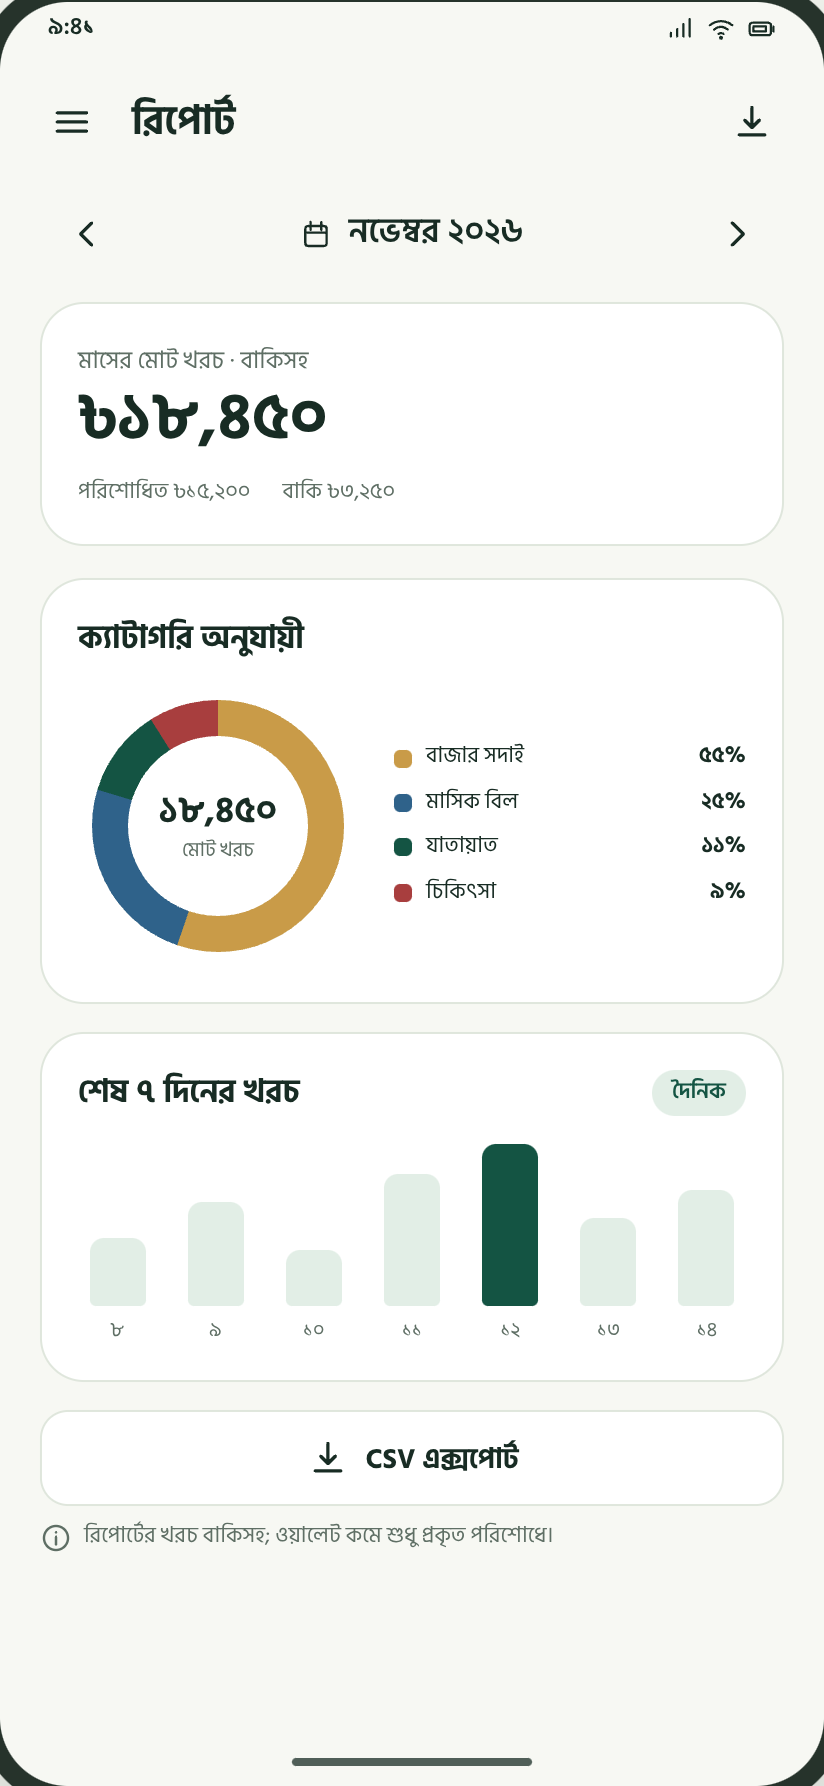 ৯:৪১
রিপোর্ট
নভেম্বর ২০২৬
মাসের মোট খরচ · বাকিসহ
৳১৮,৪৫০
পরিশোধিত ৳১৫,২০০ বাকি ৳৩,২৫০
ক্যাটাগরি অনুযায়ী
১৮,৪৫০
মোট খরচ
বাজার সদাই ৫৫%
মাসিক বিল ২৫%
যাতায়াত ১১%
চিকিৎসা ৯%
শেষ ৭ দিনের খরচ দৈনিক
৮ ৯ ১০ ১১ ১২ ১৩ ১৪
CSV এক্সপোর্ট
রিপোর্টের খরচ বাকিসহ; ওয়ালেট কমে শুধু প্রকৃত পরিশোধে।